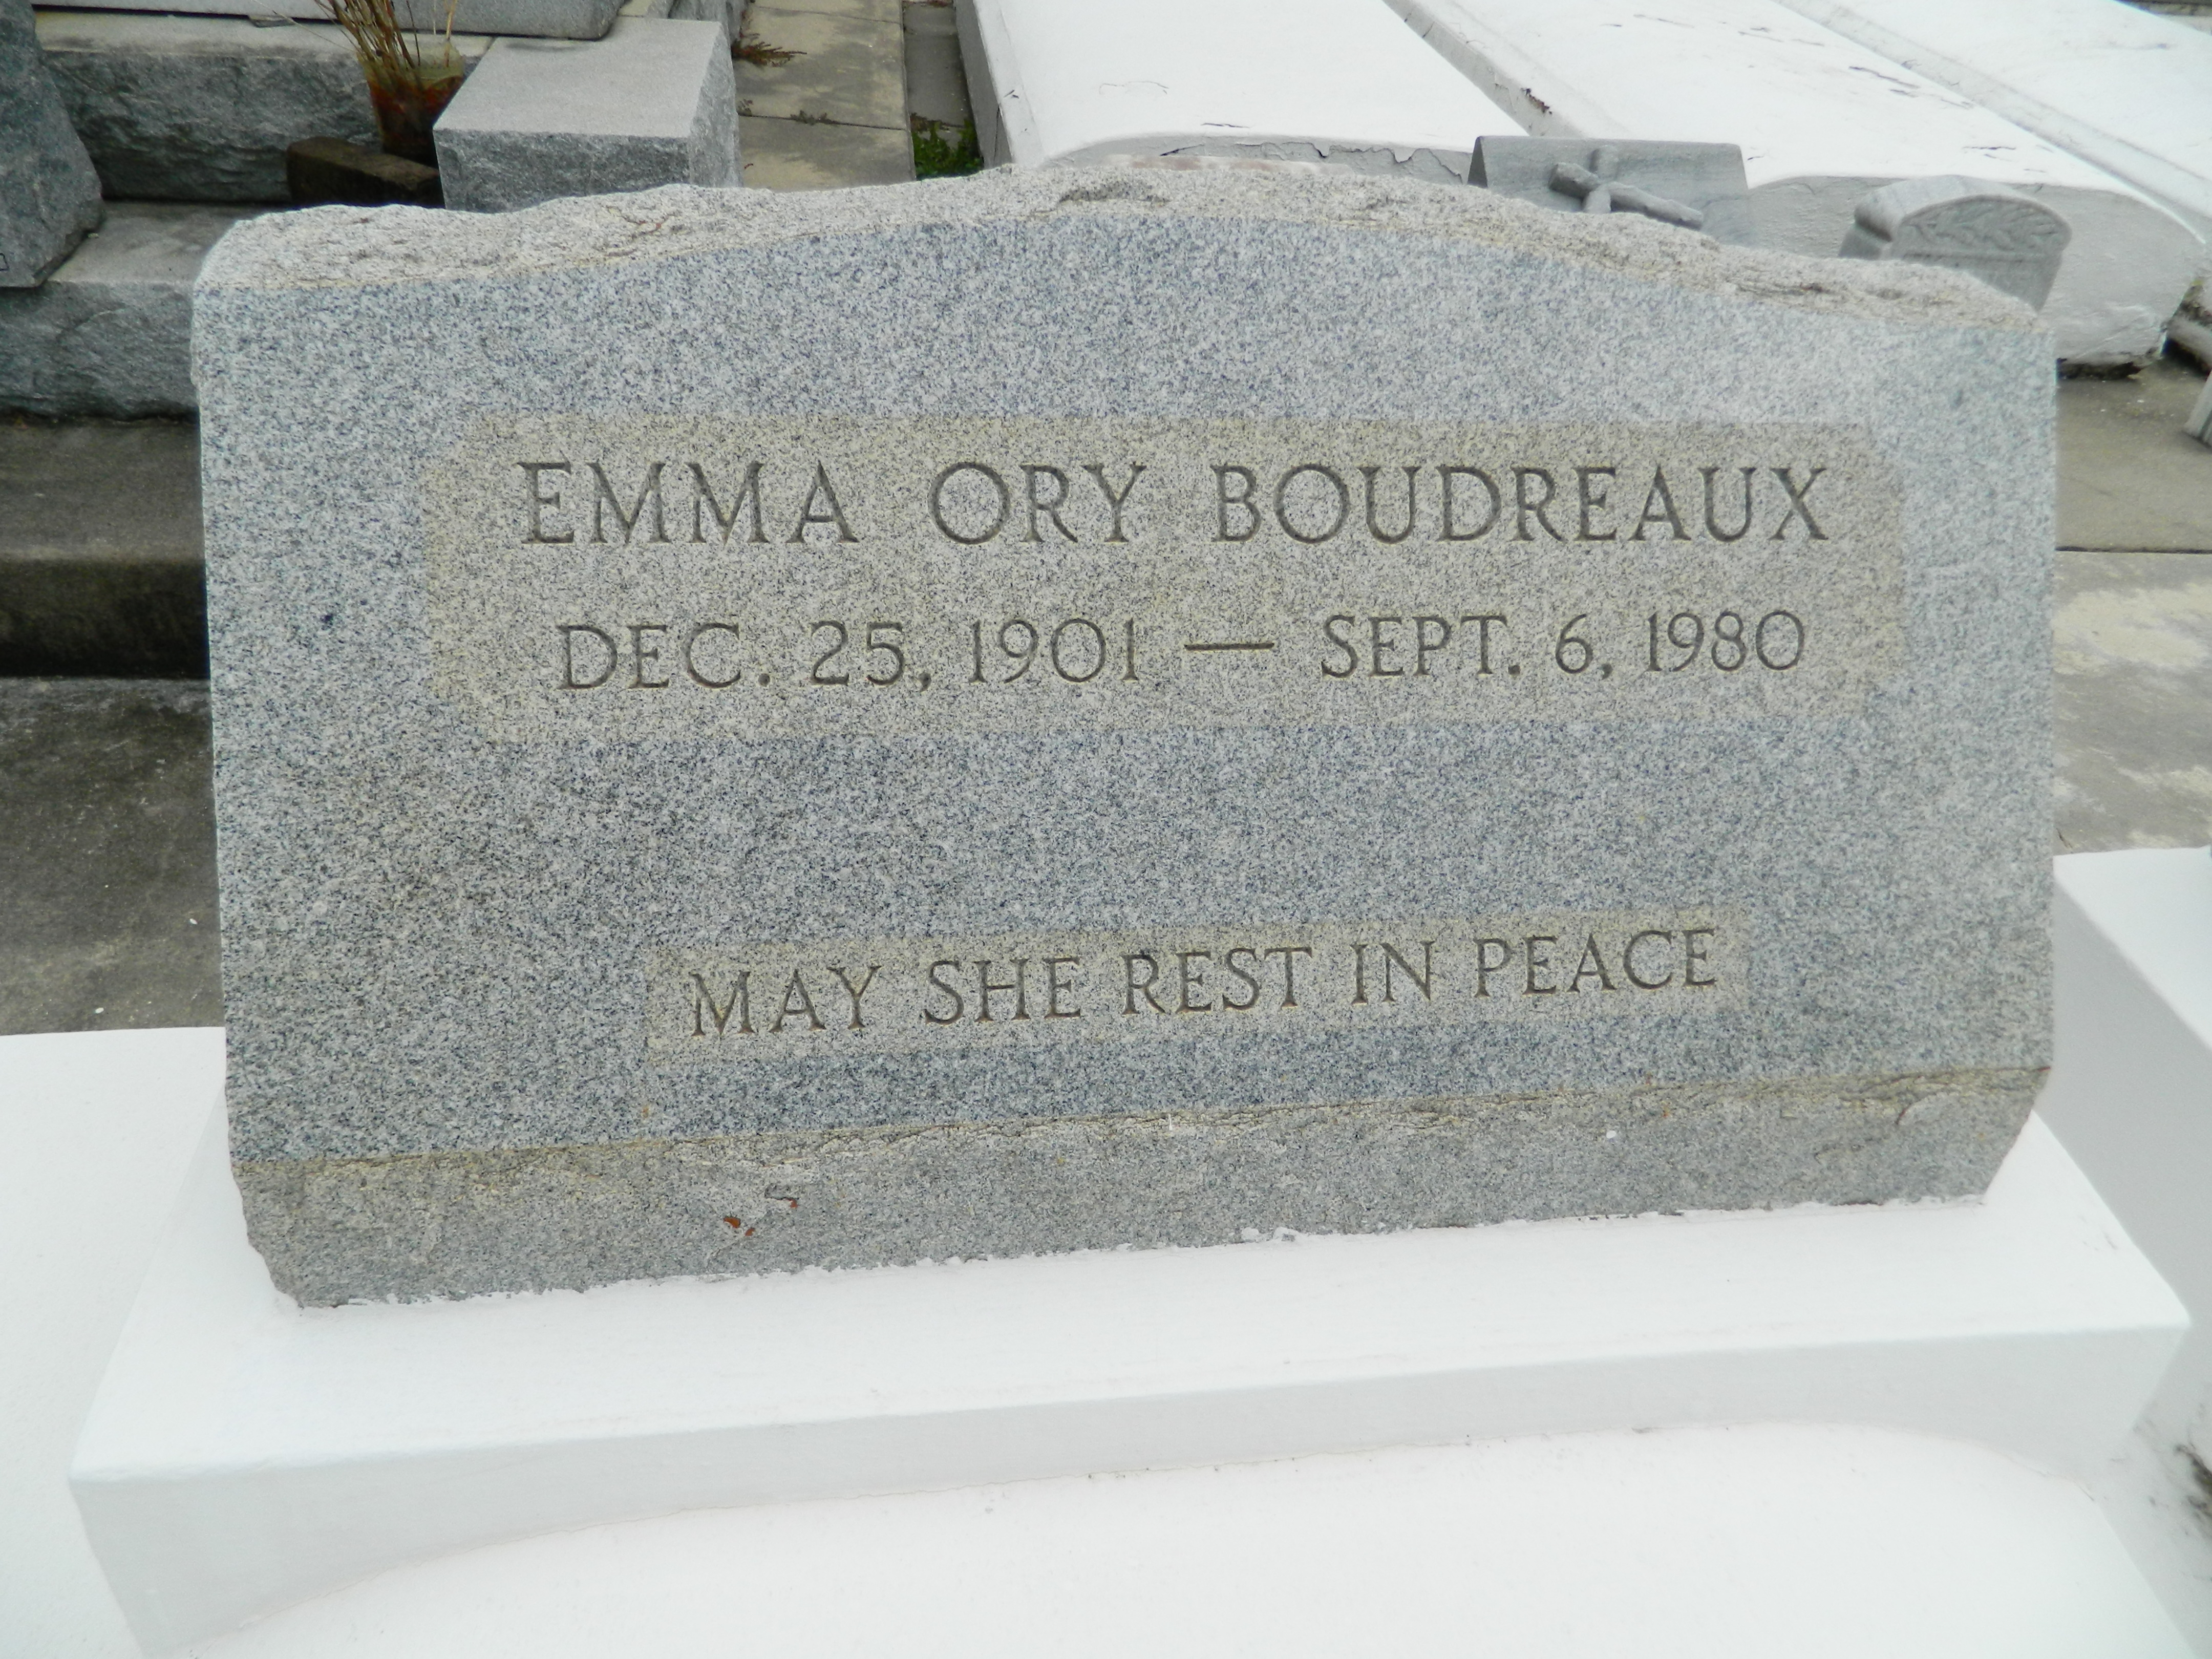 EMMA ORY BOUDREAUX
DEC. 25, 1901 — SEPT. 6, 1980
MAY SHE REST IN PEACE